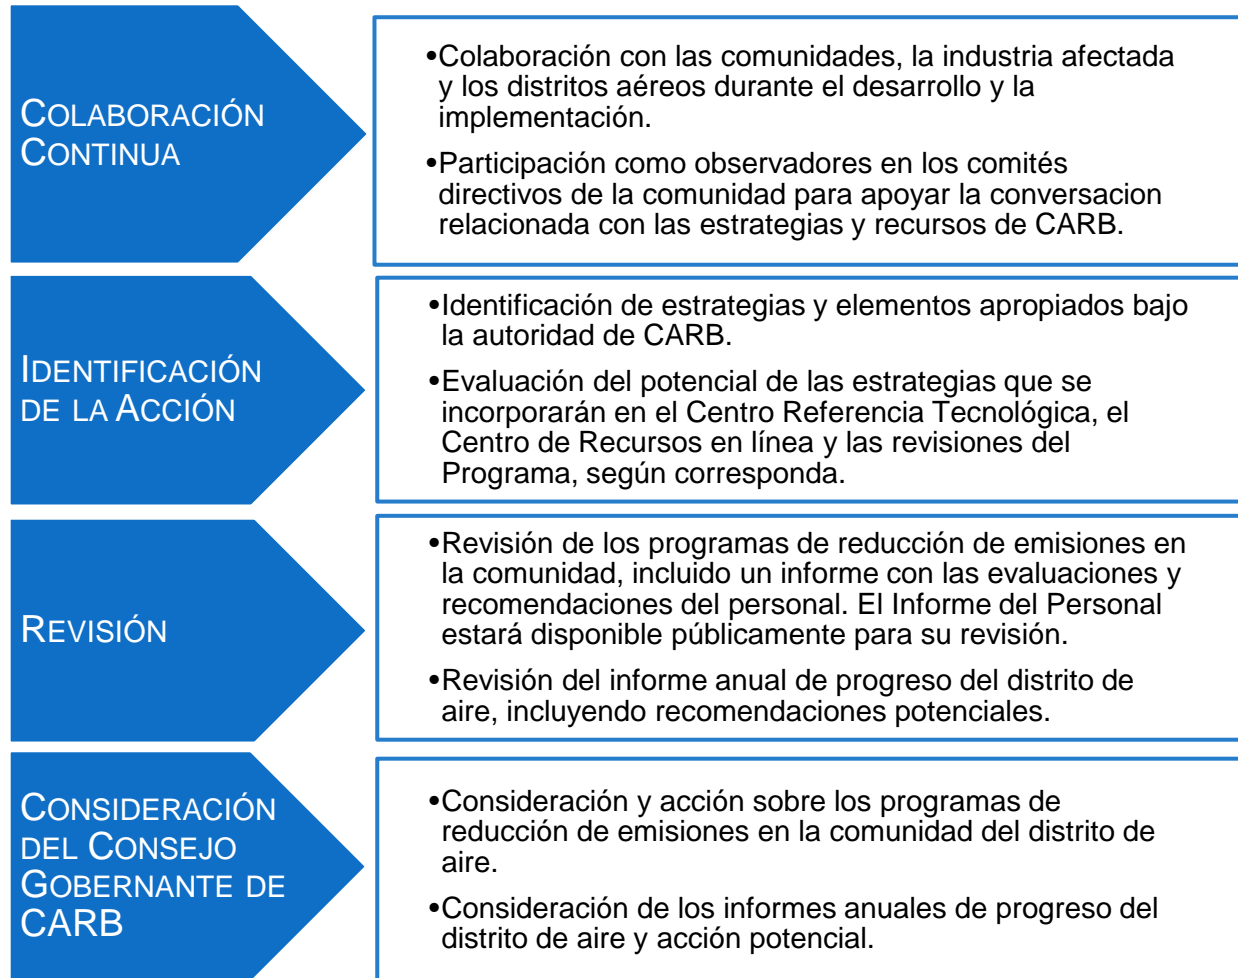 COLABORACIÓN
CONTINUA
•Colaboración con las comunidades, la industria afectada
y los distritos aéreos durante el desarrollo y la
implementación.
•Participación como observadores en los comités
directivos de la comunidad para apoyar la conversacion
relacionada con las estrategias y recursos de CARB.
IDENTIFICACIÓN
DE LA ACCIÓN
•Identificación de estrategias y elementos apropiados bajo
la autoridad de CARB.
•Evaluación del potencial de las estrategias que se
incorporarán en el Centro Referencia Tecnológica, el
Centro de Recursos en línea y las revisiones del
Programa, según corresponda.
REVISIÓN
•Revisión de los programas de reducción de emisiones en
la comunidad, incluido un informe con las evaluaciones y
recomendaciones del personal. El Informe del Personal
estará disponible públicamente para su revisión.
•Revisión del informe anual de progreso del distrito de
aire, incluyendo recomendaciones potenciales.
CONSIDERACIÓN
DEL CONSEJO
GOBERNANTE DE
CARB
•Consideración y acción sobre los programas de
reducción de emisiones en la comunidad del distrito de
aire.
•Consideración de los informes anuales de progreso del
distrito de aire y acción potencial.